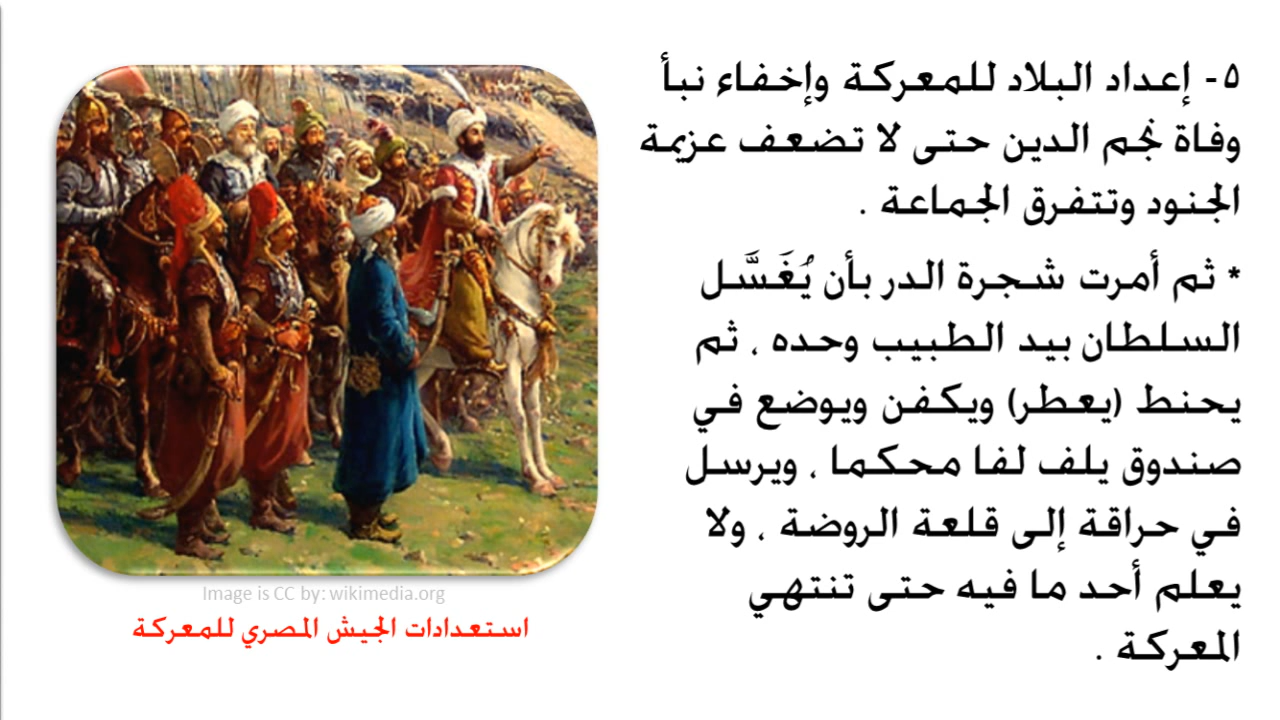 ٥- إعداد البلاد للمعركة وإخفاء نبأ
وفاة نجم الدين حتى لا تضعف عزيمة
الجنود وتتفرق الجماعة .
* ثم أمرت شجرة الدر بأن يُغَسَّل
السلطان بيد الطبيب وحده ، ثم
يحنط (يعطر) ويكفن ويوضع في
صندوق يلف لفا محكما ، ويرسل
في حراقة إلى قلعة الروضة ، ولا
يعلم أحد ما فيه حتى تنتهي
المعركة .
Image is CC by: wikimedia.org
استعدادات الجيش المصري للمعركة